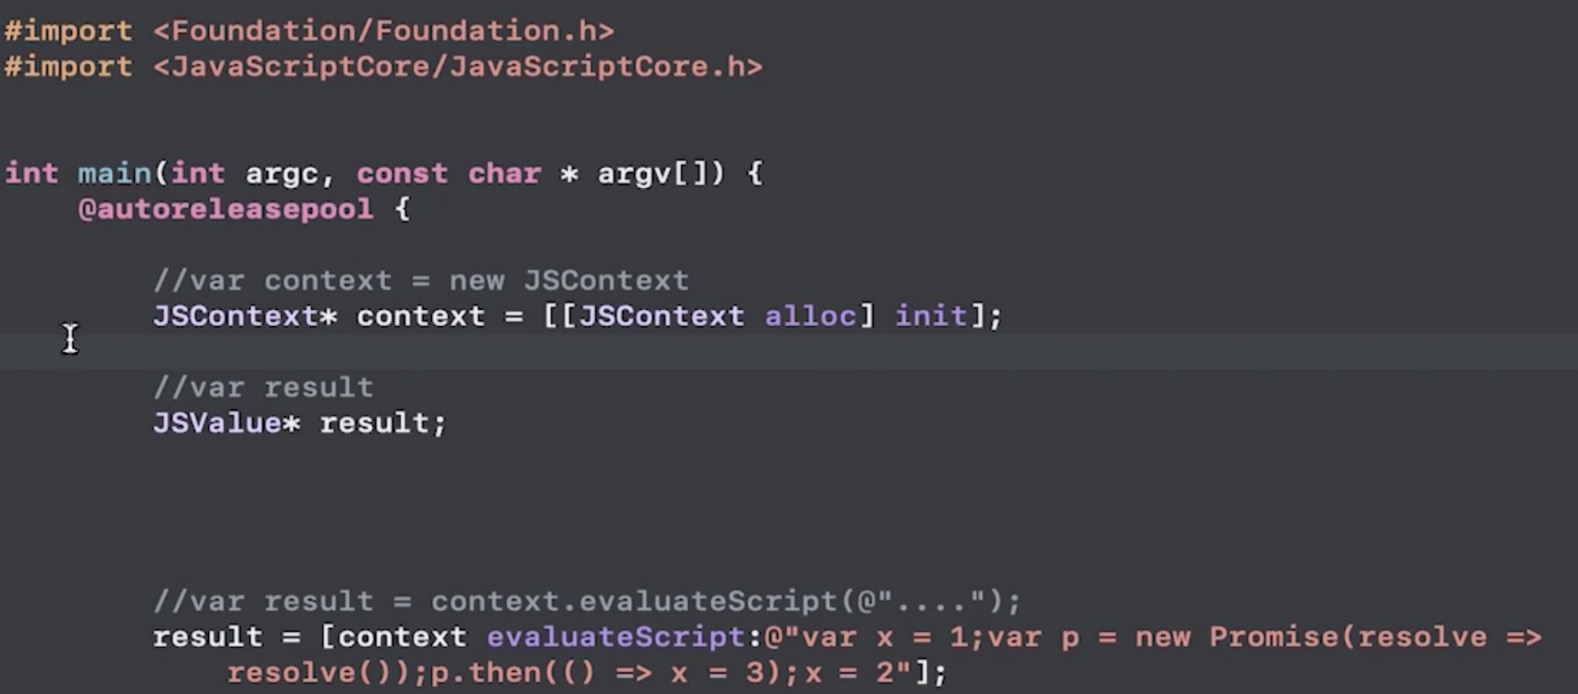 #import <Foundation/Foundation.h>
#import <JavaScriptCore/JavaScriptCore.h>
int main(int argc, const char * argv[]) {
@autoreleasepool {
//var context = new JSContext
JSContext* context = [[JSContext alloc] init];
//var result
JSValue* result;
//var result = context.evaluateScript(@"....");
result = [context evaluateScript:@"var x = 1;var p = new Promise(resolve =>
resolve());p.then(() => x = 3);x = 2"];